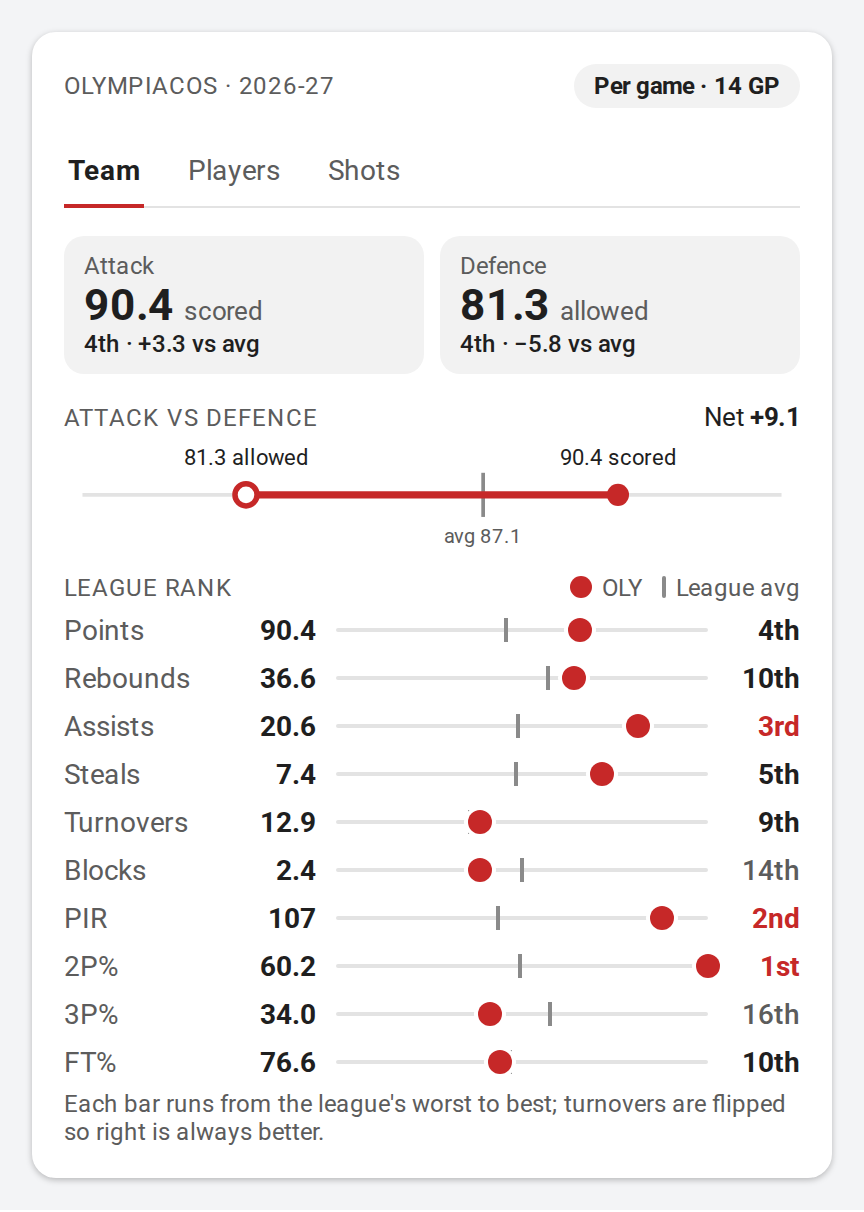 OLYMPIACOS · 2026-27
Per game · 14 GP
Team Players Shots
Attack
90.4 scored
4th · +3.3 vs avg
Defence
81.3 allowed
4th · −5.8 vs avg
ATTACK VS DEFENCE
Net +9.1
81.3 allowed
90.4 scored
avg 87.1
LEAGUE RANK
OLY League avg
Points 90.4 4th
Rebounds 36.6 10th
Assists 20.6 3rd
Steals 7.4 5th
Turnovers 12.9 9th
Blocks 2.4 14th
PIR 107 2nd
2P% 60.2 1st
3P% 34.0 16th
FT% 76.6 10th
Each bar runs from the league's worst to best; turnovers are flipped
so right is always better.